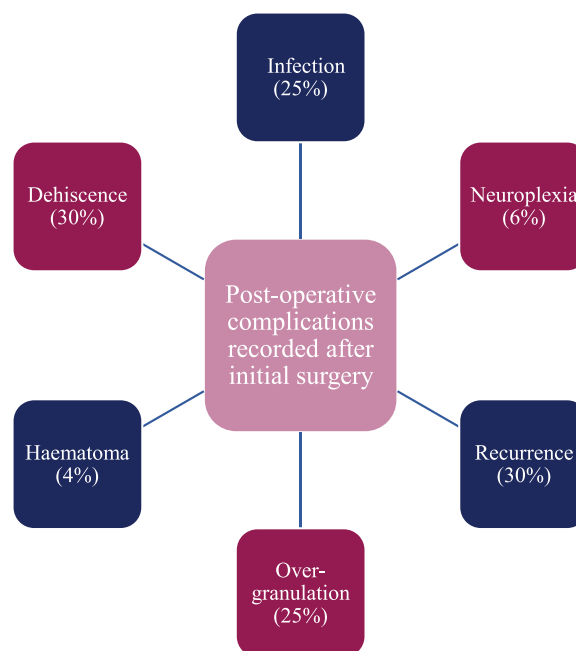 Infection
(25%)
Dehiscence
(30%)
Neuroplexia
(6%)
Post-operative
complications
recorded after
initial surgery
Haematoma
(4%)
Recurrence
(30%)
Over-
granulation
(25%)